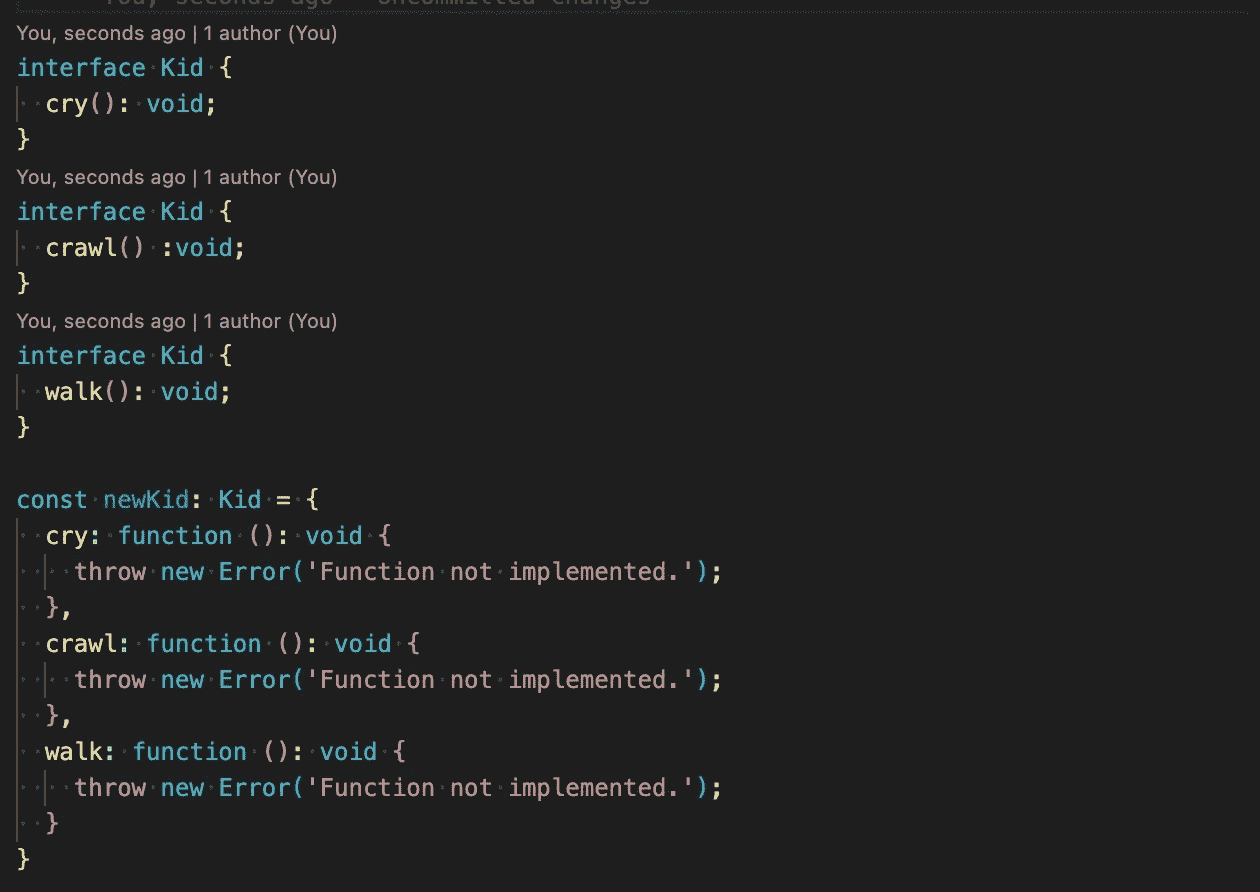 You, seconds ago Uncommitted changes
You, seconds ago | 1 author (You)
interface Kid {
  cry(): void;
}
You, seconds ago | 1 author (You)
interface Kid {
  crawl() :void;
}
You, seconds ago | 1 author (You)
interface Kid {
  walk(): void;
}
const newKid: Kid = {
  cry: function (): void {
    throw new Error('Function not implemented.');
  },
  crawl: function (): void {
    throw new Error('Function not implemented.');
  },
  walk: function (): void {
    throw new Error('Function not implemented.');
  }
}